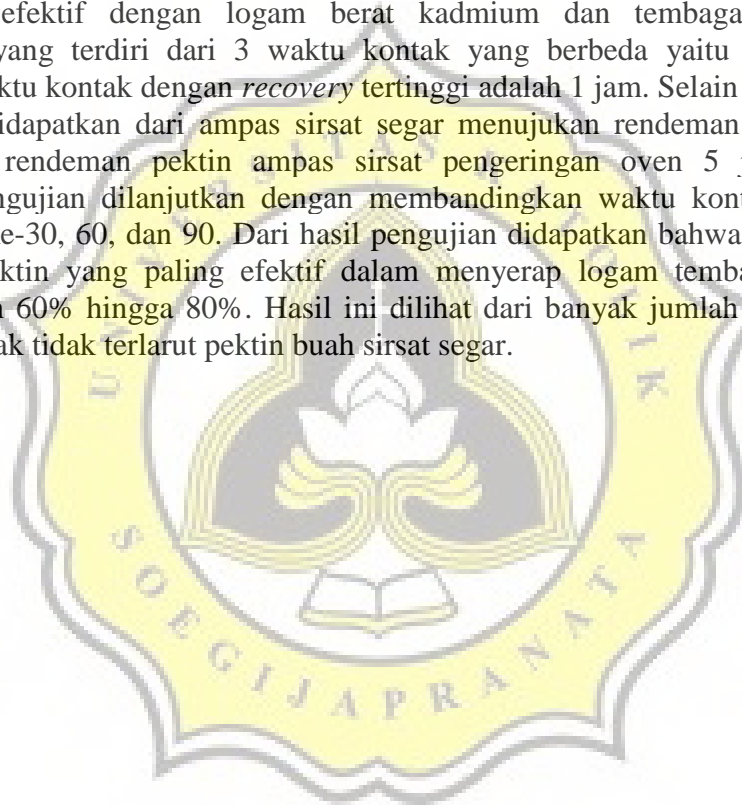 efektif dengan logam berat kadmium dan tembaga
yang terdiri dari 3 waktu kontak yang berbeda yaitu
ktu kontak dengan recovery tertinggi adalah 1 jam. Selain
idapatkan dari ampas sirsat segar menujukan rendeman
rendeman pektin ampas sirsat pengeringan oven 5 j
ngujian dilanjutkan dengan membandingkan waktu kont
e-30, 60, dan 90. Dari hasil pengujian didapatkan bahwa
ktin yang paling efektif dalam menyerap logam temba
n 60% hingga 80%. Hasil ini dilihat dari banyak jumlah
ak tidak terlarut pektin buah sirsat segar.
UNIVERSITAS KATOLIK
SOEGIJAPRANATA